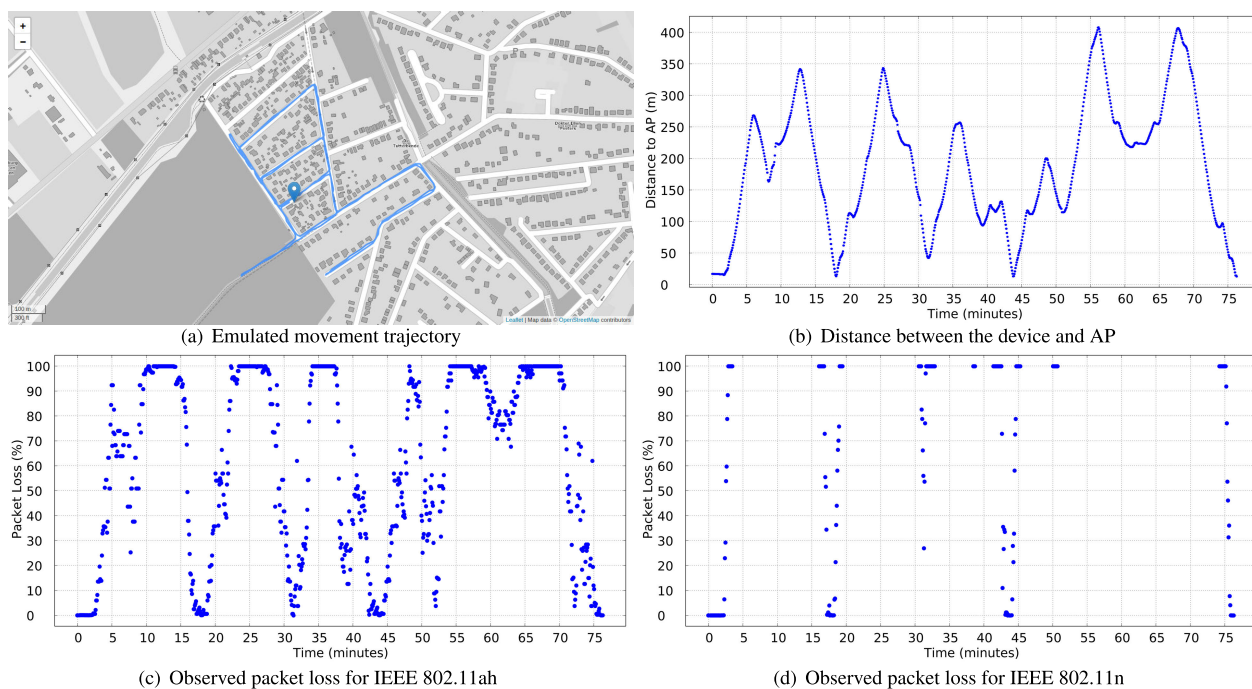 +
−
100 m
300 ft
Leaflet | Map data © OpenStreetMap contributors
(a) Emulated movement trajectory
400
350
300
250
200
150
100
50
0
Distance to AP (m)
0 5 10 15 20 25 30 35 40 45 50 55 60 65 70 75
Time (minutes)
(b) Distance between the device and AP
100
90
80
70
60
50
40
30
20
10
0
Packet Loss (%)
0 5 10 15 20 25 30 35 40 45 50 55 60 65 70 75
Time (minutes)
(c) Observed packet loss for IEEE 802.11ah
100
90
80
70
60
50
40
30
20
10
0
Packet Loss (%)
0 5 10 15 20 25 30 35 40 45 50 55 60 65 70 75
Time (minutes)
(d) Observed packet loss for IEEE 802.11n